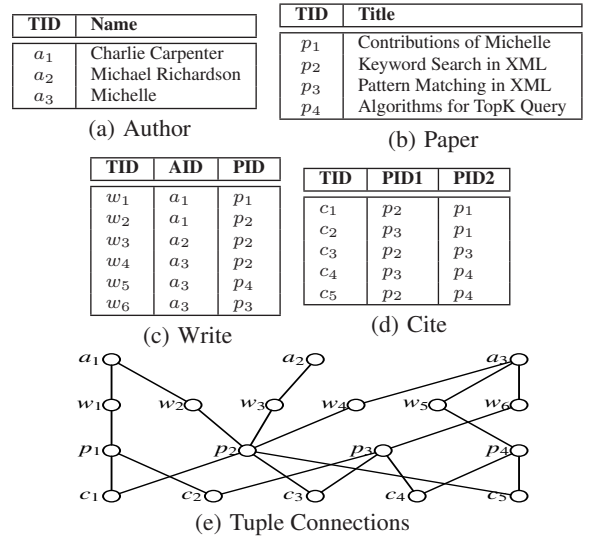 TID Name
a1 Charlie Carpenter
a2 Michael Richardson
a3 Michelle
(a) Author
TID Title
p1 Contributions of Michelle
p2 Keyword Search in XML
p3 Pattern Matching in XML
p4 Algorithms for TopK Query
(b) Paper
TID AID PID
w1 a1 p1
w2 a1 p2
w3 a2 p2
w4 a3 p2
w5 a3 p4
w6 a3 p3
(c) Write
TID PID1 PID2
c1 p2 p1
c2 p3 p1
c3 p2 p3
c4 p3 p4
c5 p2 p4
(d) Cite
a1 a2 a3
w1 w2 w3 w4 w5 w6
p1 p2 p3 p4
c1 c2 c3 c4 c5
(e) Tuple Connections